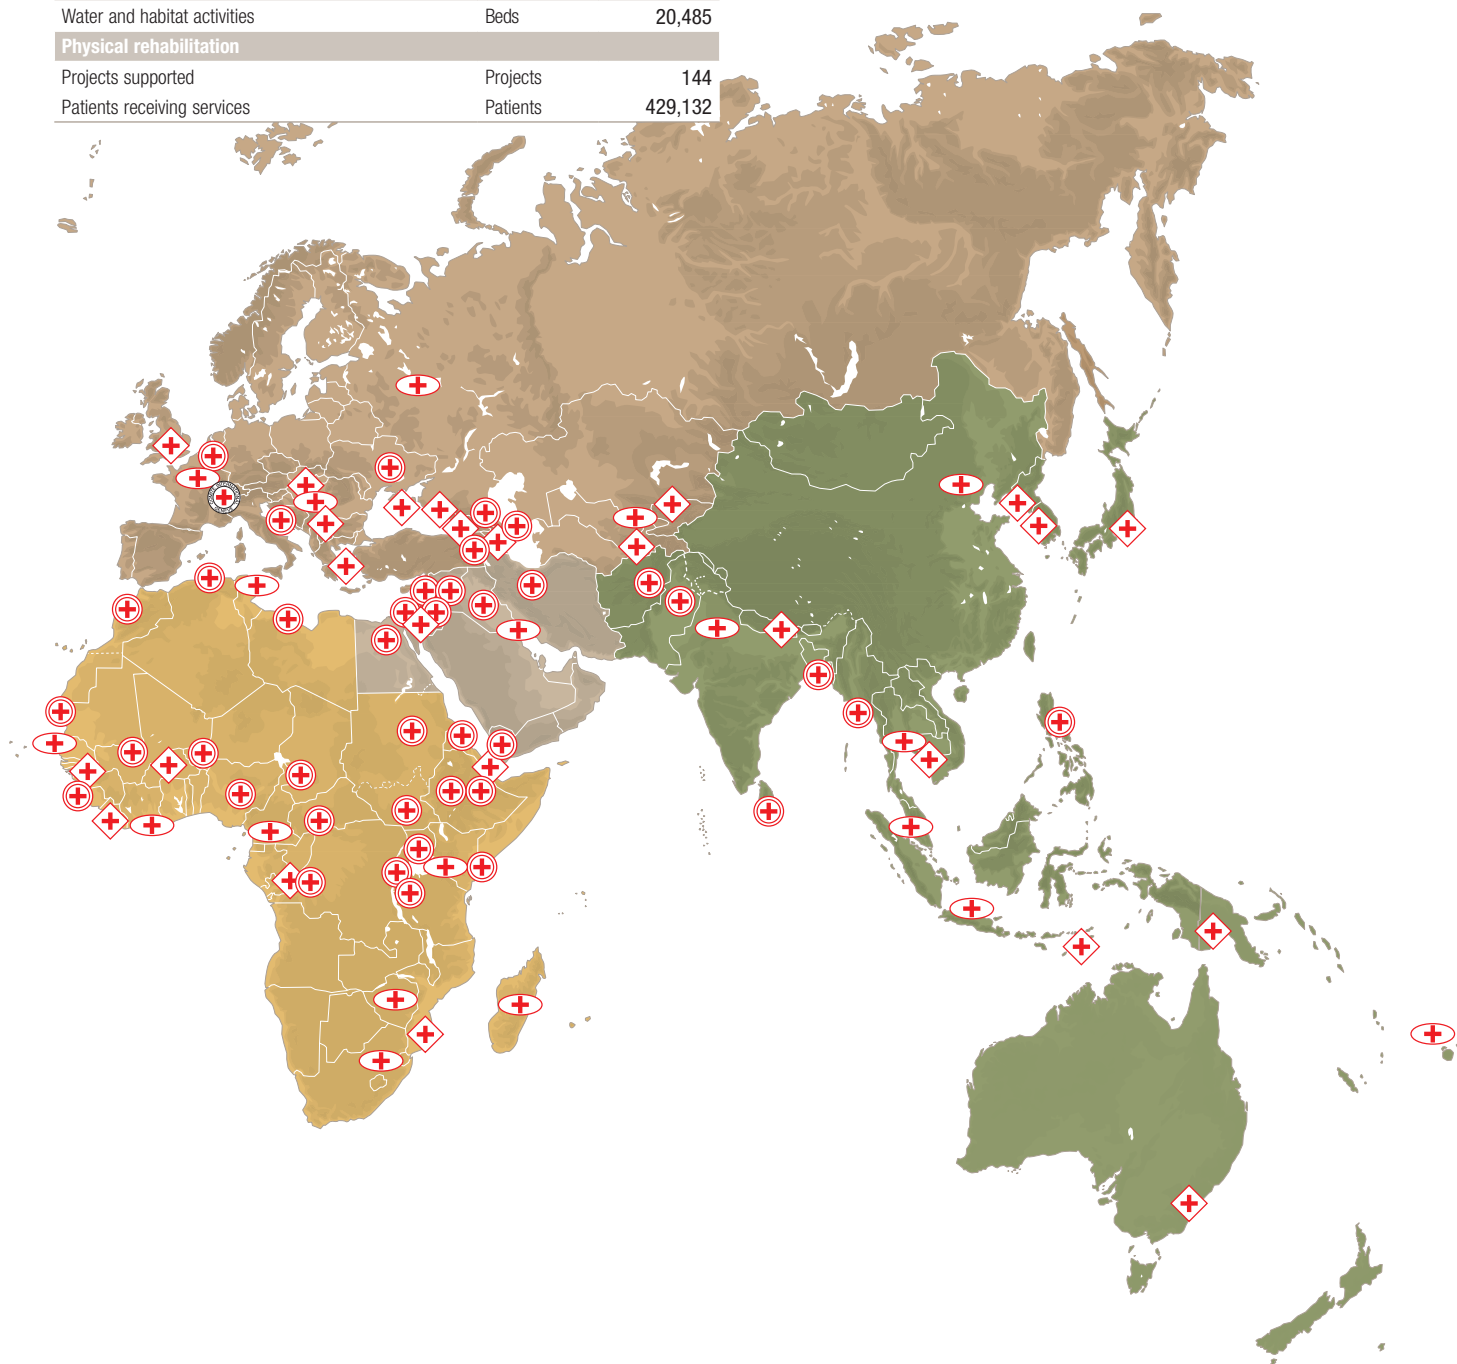 Water and habitat activities Beds 20,485
Physical rehabilitation
Projects supported Projects 144
Patients receiving services Patients 429,132